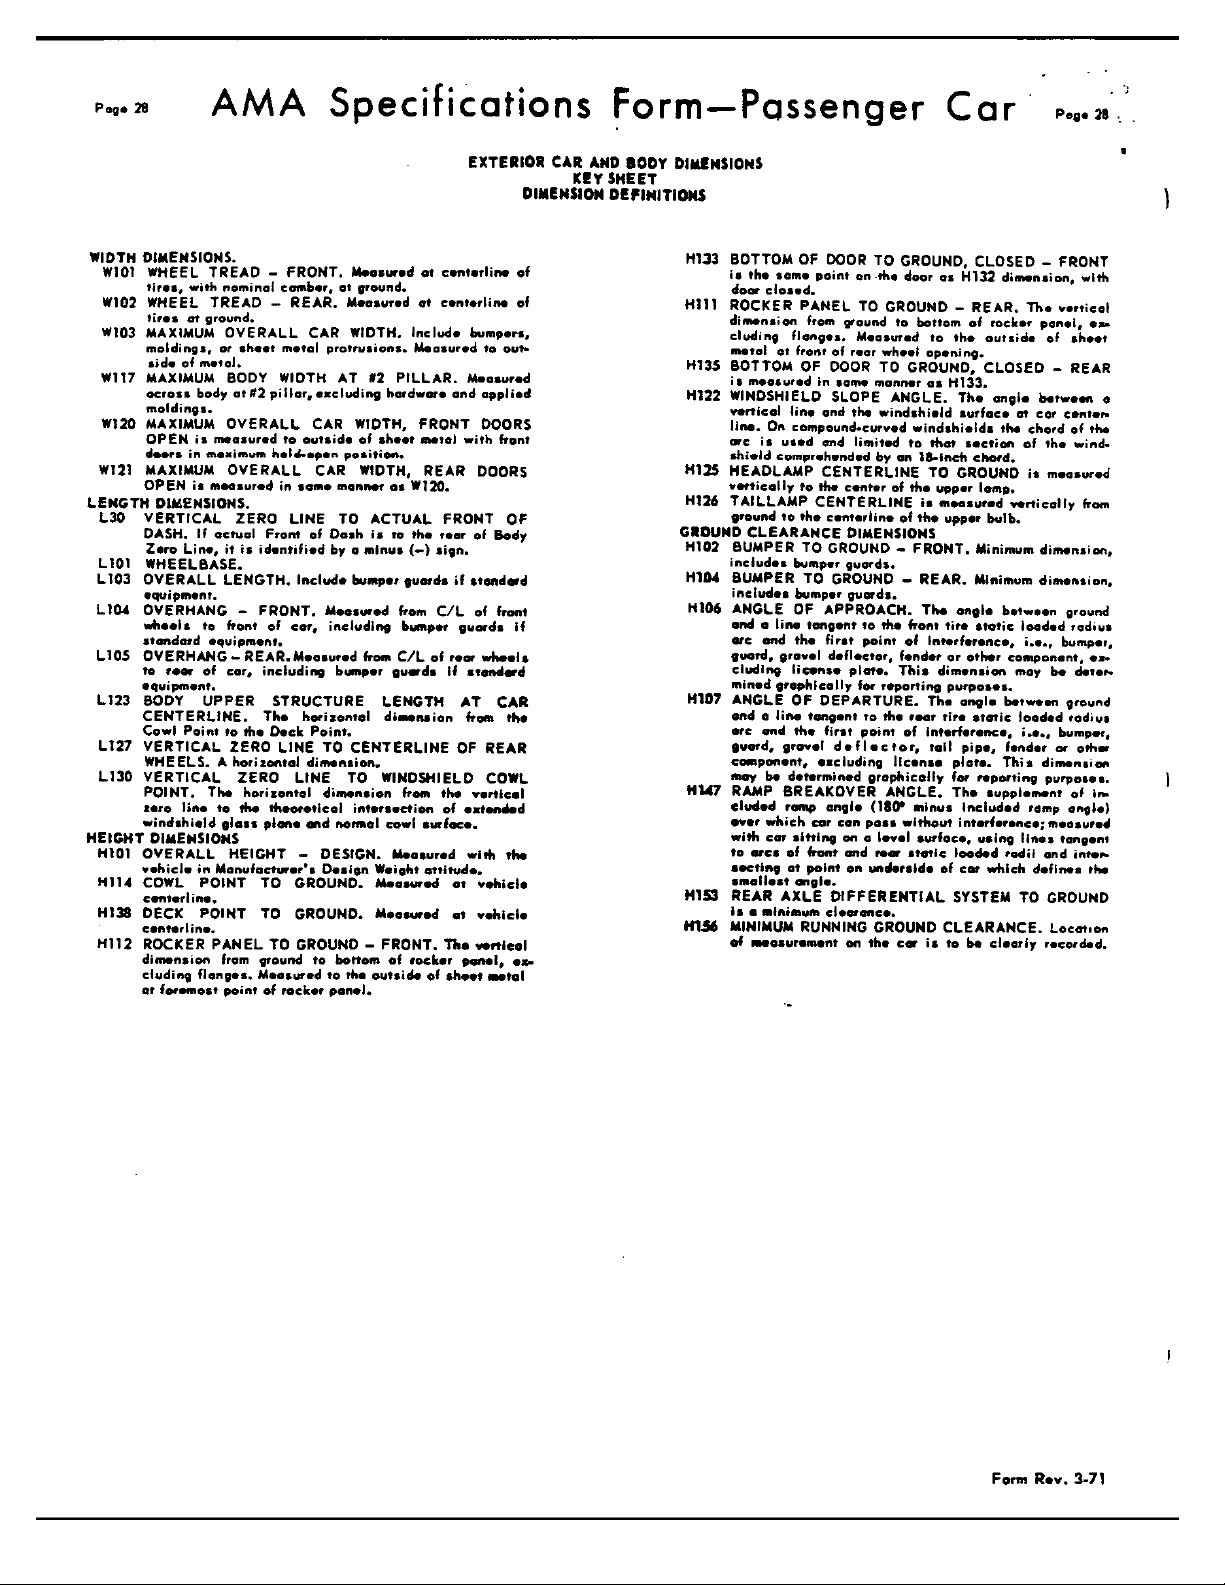 Page 28
AMA Specifications Form—Passenger Car
Page 28
EXTERIOR CAR AND BODY DIMENSIONS
KEY SHEET
DIMENSION DEFINITIONS
WIDTH DIMENSIONS.
W101 WHEEL TREAD - FRONT. Measured at centerline of
tires, with nominal camber, at ground.
W102 WHEEL TREAD - REAR. Measured at centerline of
tires at ground.
W103 MAXIMUM OVERALL CAR WIDTH. Include bumpers,
moldings, or sheet metal protrusions. Measured to out-
side of metal.
W117 MAXIMUM BODY WIDTH AT #2 PILLAR. Measured
across body at #2 pillar, excluding hardware and applied
moldings.
W120 MAXIMUM OVERALL CAR WIDTH, FRONT DOORS
OPEN is measured to outside of sheet metal with front
doors in maximum held-open position.
W121 MAXIMUM OVERALL CAR WIDTH, REAR DOORS
OPEN is measured in same manner as W120.
LENGTH DIMENSIONS.
L30 VERTICAL ZERO LINE TO ACTUAL FRONT OF
DASH. If actual Front of Dash is to the rear of Body
Zero Line, it is identified by a minus (-) sign.
L101 WHEELBASE.
L103 OVERALL LENGTH. Include bumper guards if standard
equipment.
L104 OVERHANG - FRONT. Measured from C/L of front
wheels to front of car, including bumper guards if
standard equipment.
L105 OVERHANG - REAR. Measured from C/L of rear wheels
to rear of car, including bumper guards if standard
equipment.
L123 BODY UPPER STRUCTURE LENGTH AT CAR
CENTERLINE. The horizontal dimension from the
Cowl Point to the Deck Point.
L127 VERTICAL ZERO LINE TO CENTERLINE OF REAR
WHEELS. A horizontal dimension.
L130 VERTICAL ZERO LINE TO WINDSHIELD COWL
POINT. The horizontal dimension from the vertical
zero line to the theoretical intersection of extended
windshield glass plane and normal cowl surface.
HEIGHT DIMENSIONS
H101 OVERALL HEIGHT - DESIGN. Measured with the
vehicle in Manufacturer's Design Weight attitude.
H114 COWL POINT TO GROUND. Measured at vehicle
centerline.
H138 DECK POINT TO GROUND. Measured at vehicle
centerline.
H112 ROCKER PANEL TO GROUND - FRONT. The vertical
dimension from ground to bottom of rocker panel, ex-
cluding flanges. Measured to the outside of sheet metal
at foremost point of rocker panel.
H133 BOTTOM OF DOOR TO GROUND, CLOSED - FRONT
is the same point on the door as H132 dimension, with
door closed.
H111 ROCKER PANEL TO GROUND - REAR. The vertical
dimension from ground to bottom of rocker panel, ex-
cluding flanges. Measured to the outside of sheet
metal at front of rear wheel opening.
H135 BOTTOM OF DOOR TO GROUND, CLOSED - REAR
is measured in same manner as H133.
H122 WINDSHIELD SLOPE ANGLE. The angle between a
vertical line and the windshield surface at car center-
line. On compound-curved windshields the chord of the
arc is used and limited to that section of the wind-
shield comprehended by an 18-inch chord.
H125 HEADLAMP CENTERLINE TO GROUND is measured
vertically to the center of the upper lamp.
H126 TAILLAMP CENTERLINE is measured vertically from
ground to the centerline of the upper bulb.
GROUND CLEARANCE DIMENSIONS
H102 BUMPER TO GROUND - FRONT. Minimum dimension,
includes bumper guards.
H104 BUMPER TO GROUND - REAR. Minimum dimension,
includes bumper guards.
H106 ANGLE OF APPROACH. The angle between ground
and a line tangent to the front tire static loaded radius
arc and the first point of interference, i.e., bumper,
guard, gravel deflector, fender or other component, ex-
cluding license plate. This dimension may be deter-
mined graphically for reporting purposes.
H107 ANGLE OF DEPARTURE. The angle between ground
and a line tangent to the rear tire static loaded radius
arc and the first point of interference, i.e., bumper,
guard, gravel deflector, tail pipe, fender or other
component, excluding license plate. This dimension
may be determined graphically for reporting purposes.
H147 RAMP BREAKOVER ANGLE. The supplement of in-
cluded ramp angle (180° minus included ramp angle)
over which car can pass without interference; measured
with car sitting on a level surface, using lines tangent
to arcs of front and rear static loaded radii and inter-
secting at point on underside of car which defines the
smallest angle.
H153 REAR AXLE DIFFERENTIAL SYSTEM TO GROUND
is a minimum clearance.
H156 MINIMUM RUNNING GROUND CLEARANCE. Location
of measurement on the car is to be clearly recorded.
Form Rev. 3-71